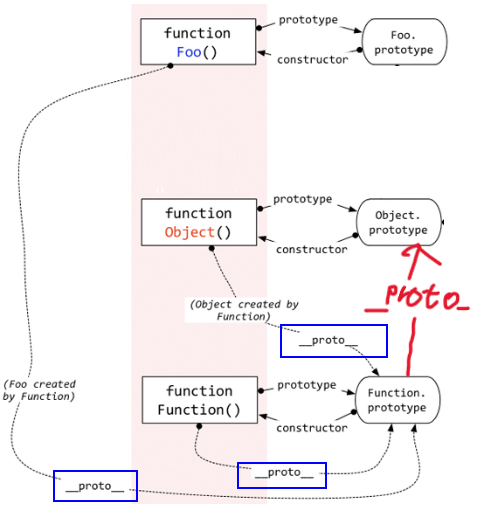 function
Foo()
prototype
constructor
Foo.
prototype
function
Object()
prototype
constructor
Object.
prototype
(Object created by
Function)
__proto__
__proto__
(Foo created
by Function)
function
Function()
prototype
constructor
Function.
prototype
__proto__
__proto__